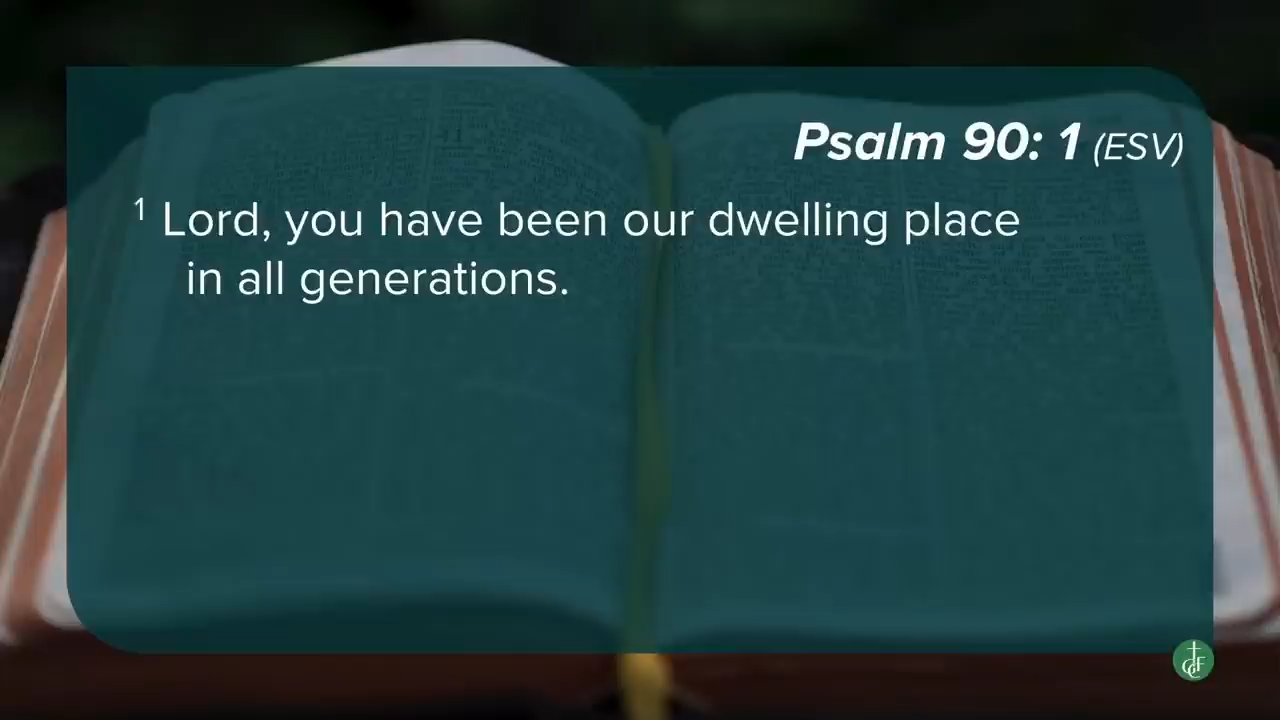 Psalm 90: 1 (ESV)
1 Lord, you have been our dwelling place
in all generations.